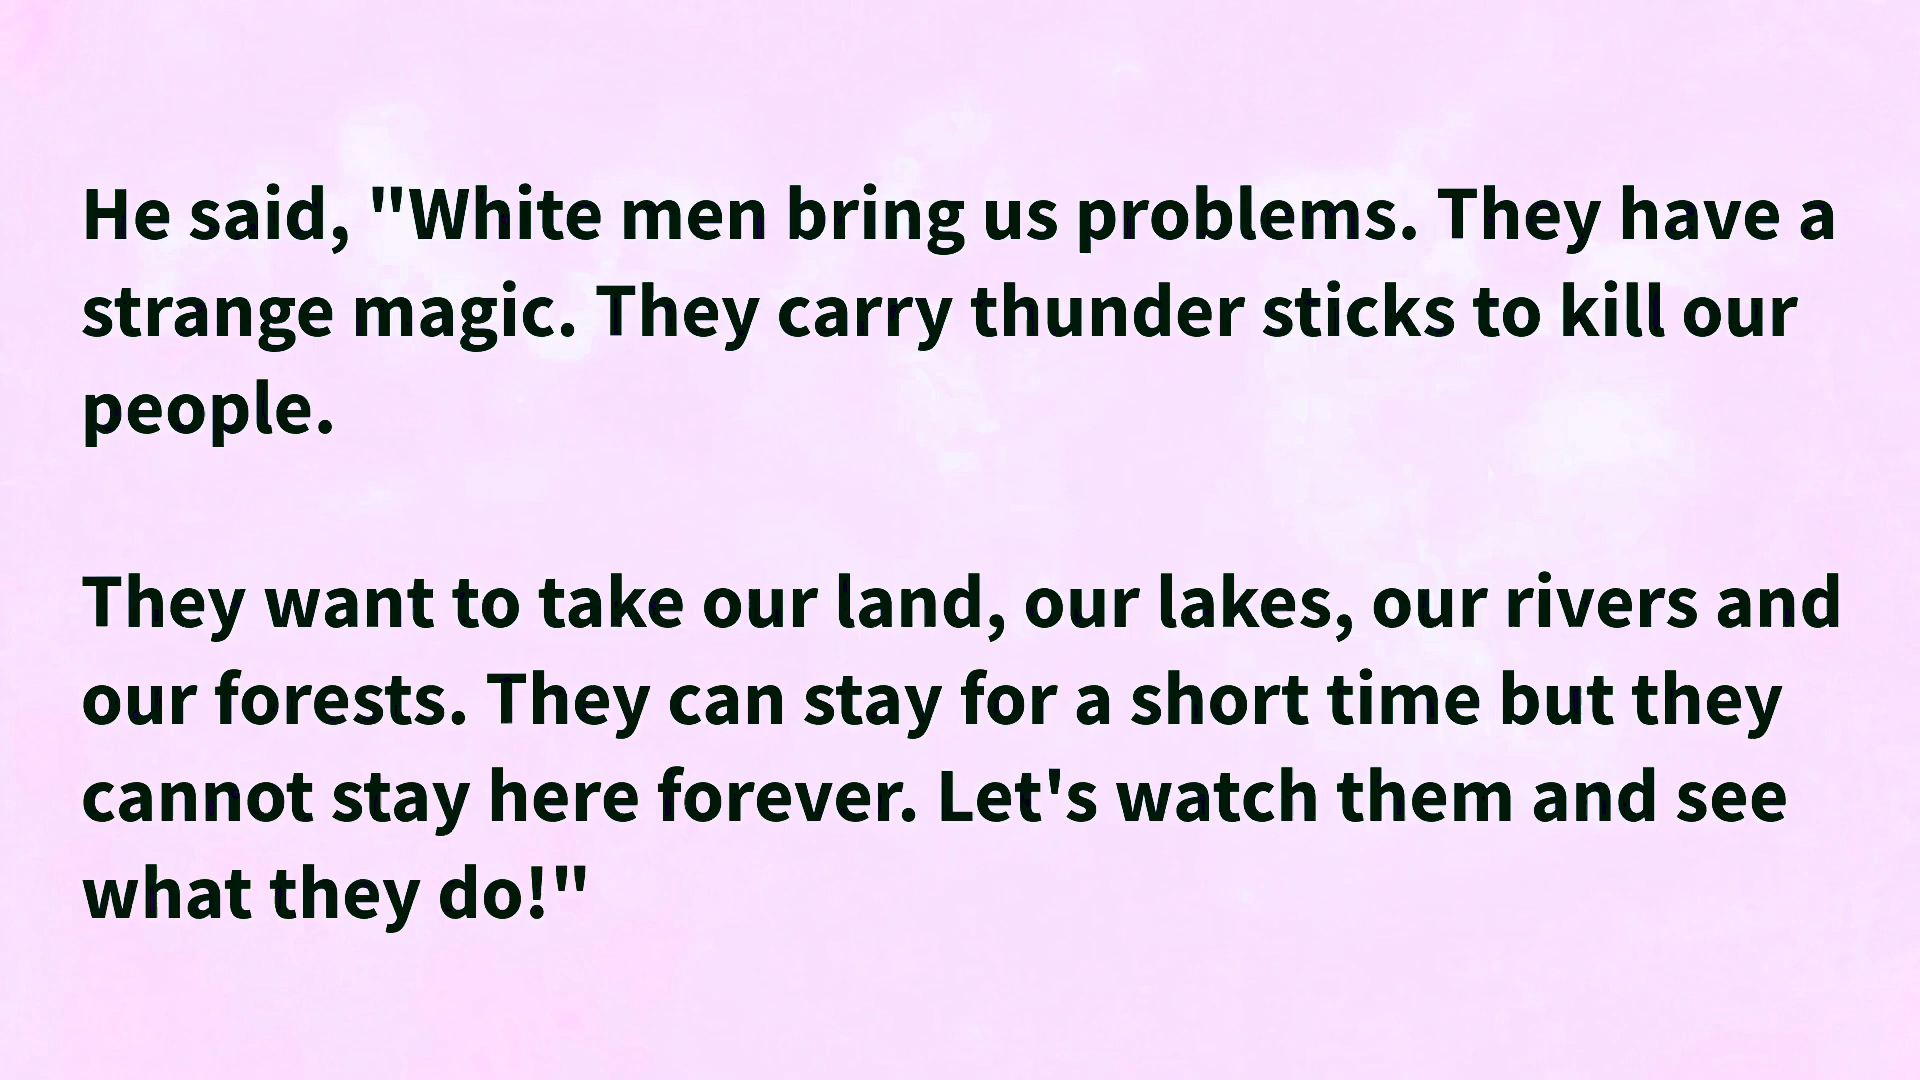 He said, "White men bring us problems. They have a
strange magic. They carry thunder sticks to kill our
people.
They want to take our land, our lakes, our rivers and
our forests. They can stay for a short time but they
cannot stay here forever. Let's watch them and see
what they do!"